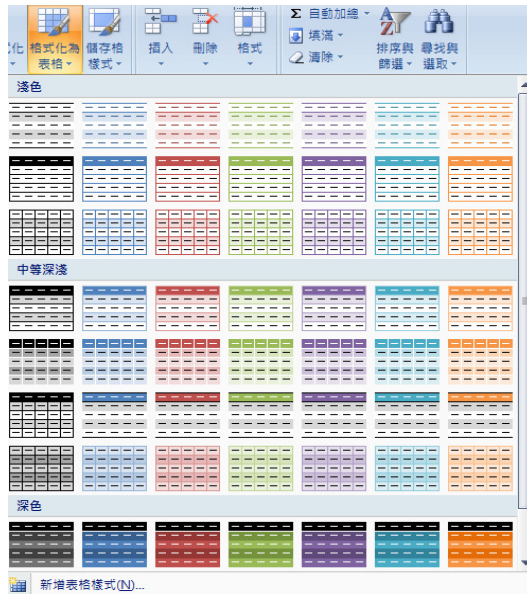 Σ 自動加總
化 格式化為 儲存格 插入 刪除 格式 填滿 排序與 尋找與
表格 樣式 清除 篩選 選取
淺色
中等深淺
深色
新增表格樣式(N)...